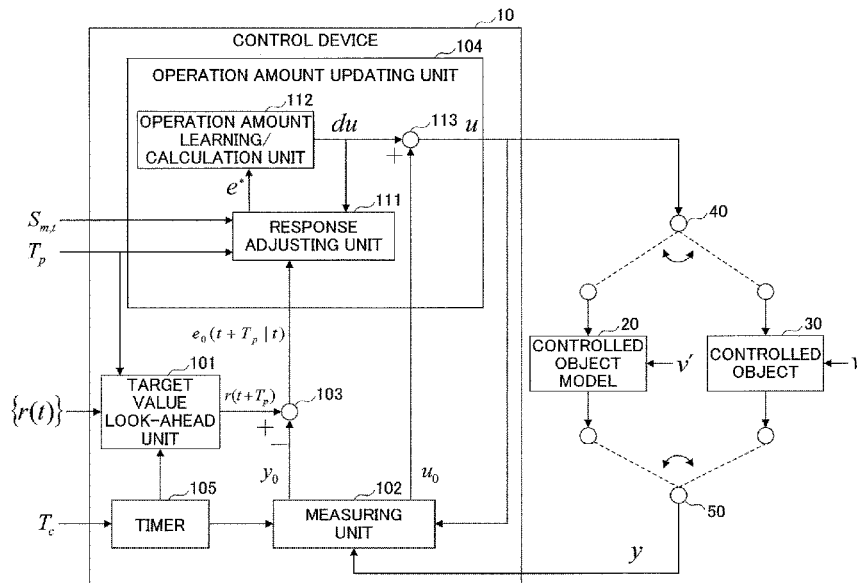 10
CONTROL DEVICE
104
OPERATION AMOUNT UPDATING UNIT
112
OPERATION AMOUNT
LEARNING/
CALCULATION UNIT
du
113
u
+
e*
111
RESPONSE
ADJUSTING UNIT
S_{m,t}
T_p
40
e_0(t+T_p|t)
20
CONTROLLED
OBJECT
MODEL
v′
30
CONTROLLED
OBJECT
v
101
TARGET
VALUE
LOOK-AHEAD
UNIT
{r(t)}
r(t+T_p)
103
+
−
y_0
u_0
105
TIMER
T_c
102
MEASURING
UNIT
50
y